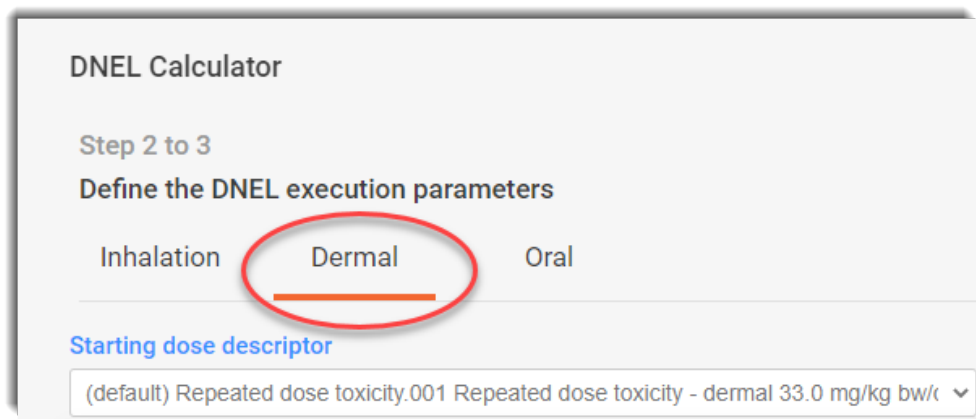 DNEL Calculator
Step 2 to 3
Define the DNEL execution parameters
Inhalation Dermal Oral
Starting dose descriptor
(default) Repeated dose toxicity.001 Repeated dose toxicity - dermal 33.0 mg/kg bw/